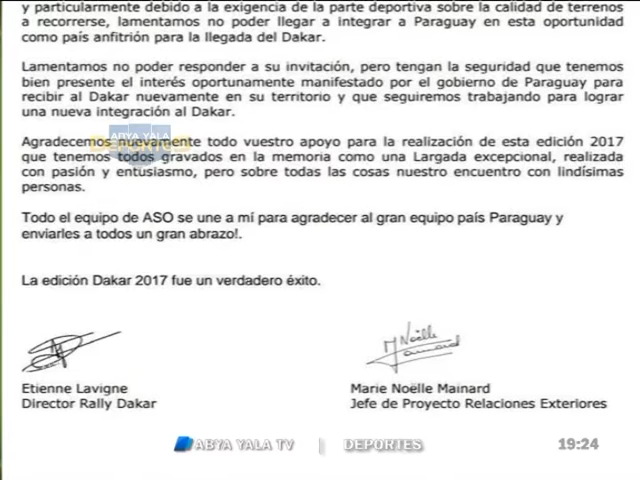 y particularmente debido a la exigencia de la parte deportiva sobre la calidad de terrenos
a recorrerse, lamentamos no poder llegar a integrar a Paraguay en esta oportunidad
como país anfitrión para la llegada del Dakar.
Lamentamos no poder responder a su invitación, pero tengan la seguridad que tenemos
bien presente el interés oportunamente manifestado por el gobierno de Paraguay para
recibir al Dakar nuevamente en su territorio y que seguiremos trabajando para lograr
una nueva integración al Dakar.
ABYA YALA
DEPORTES
Agradecemos nuevamente todo vuestro apoyo para la realización de esta edición 2017
que tenemos todos gravados en la memoria como una Largada excepcional, realizada
con pasión y entusiasmo, pero sobre todas las cosas nuestro encuentro con lindísimas
personas.
Todo el equipo de ASO se une a mí para agradecer al gran equipo país Paraguay y
enviarles a todos un gran abrazo!.
La edición Dakar 2017 fue un verdadero éxito.
M Noëlle
Mainard
Etienne Lavigne
Director Rally Dakar
Marie Noëlle Mainard
Jefe de Proyecto Relaciones Exteriores
ABYA YALA TV | DEPORTES 19:24